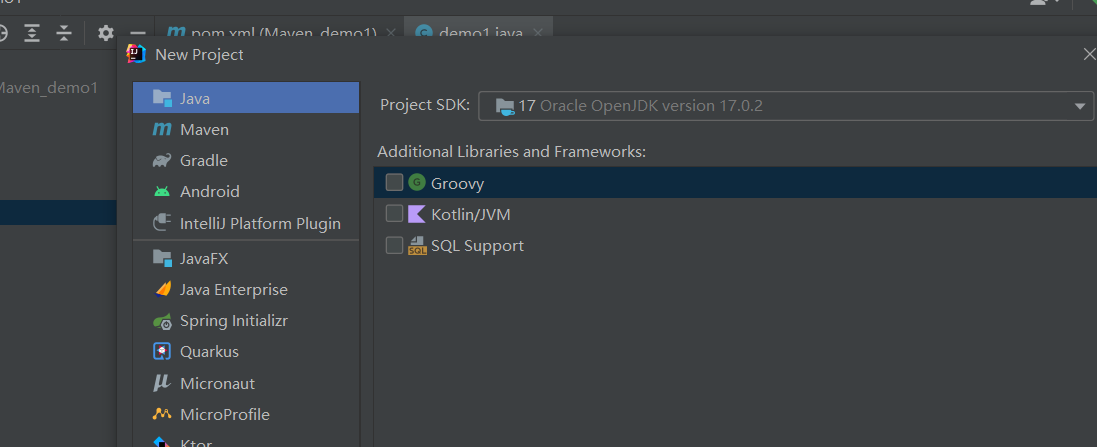 pom.xml (Maven_demo1)
demo1.java
New Project
Maven_demo1
Java
Maven
Gradle
Android
IntelliJ Platform Plugin
JavaFX
Java Enterprise
Spring Initializr
Quarkus
Micronaut
MicroProfile
Ktor
Project SDK:
17 Oracle OpenJDK version 17.0.2
Additional Libraries and Frameworks:
Groovy
Kotlin/JVM
SQL Support